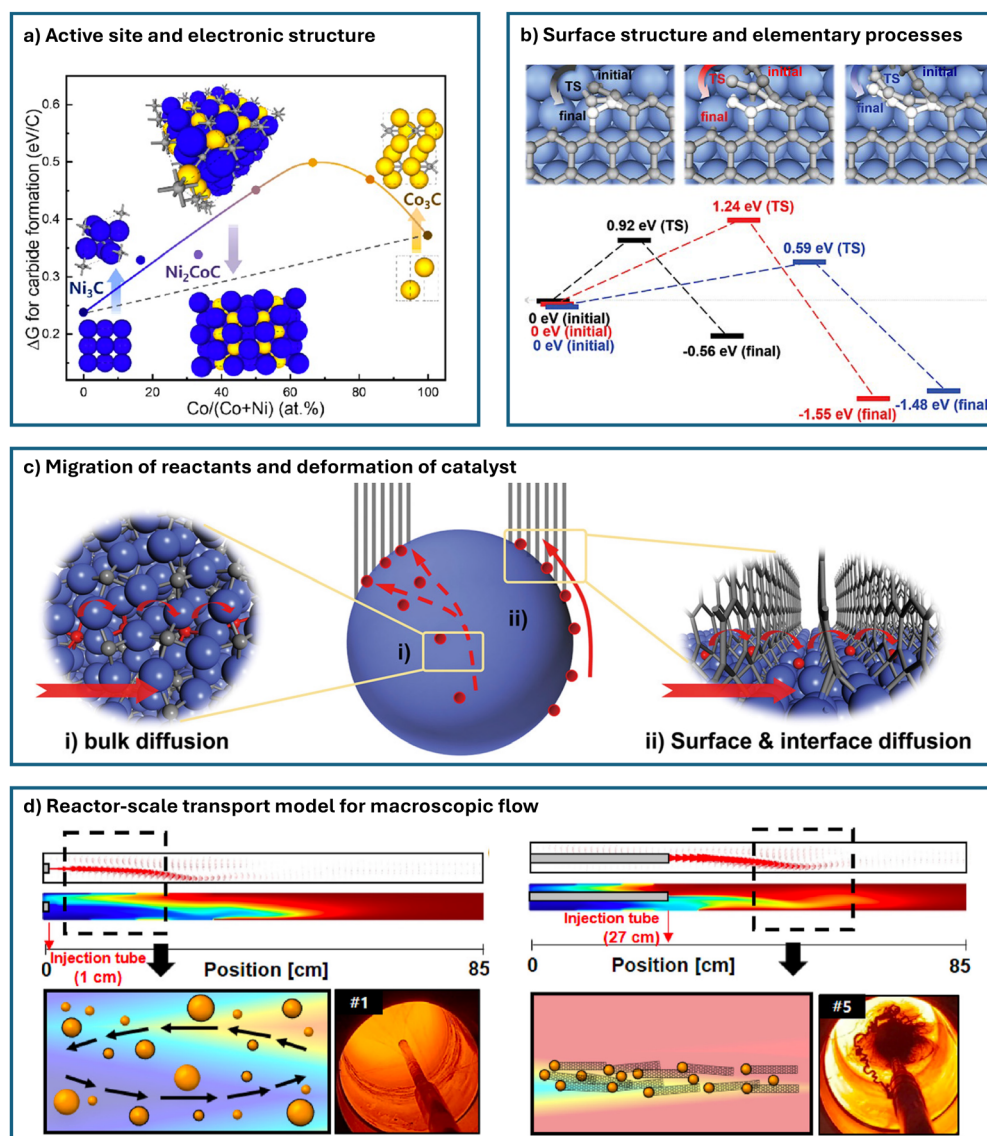 a) Active site and electronic structure
ΔG for carbide formation (eV/C)
0.6
0.5
0.4
0.3
0.2
Ni₃C
Ni₂CoC
Co₃C
0 20 40 60 80 100
Co/(Co+Ni) (at.%)
b) Surface structure and elementary processes
initial
TS
final
TS
initial
final
TS
initial
final
0.92 eV (TS)
1.24 eV (TS)
0.59 eV (TS)
0 eV (initial)
0 eV (initial)
0 eV (initial)
-0.56 eV (final)
-1.55 eV (final)
-1.48 eV (final)
c) Migration of reactants and deformation of catalyst
i)
ii)
i) bulk diffusion
ii) Surface & interface diffusion
d) Reactor-scale transport model for macroscopic flow
Injection tube
(1 cm)
0 Position [cm] 85
#1
Injection tube
(27 cm)
0 Position [cm] 85
#5